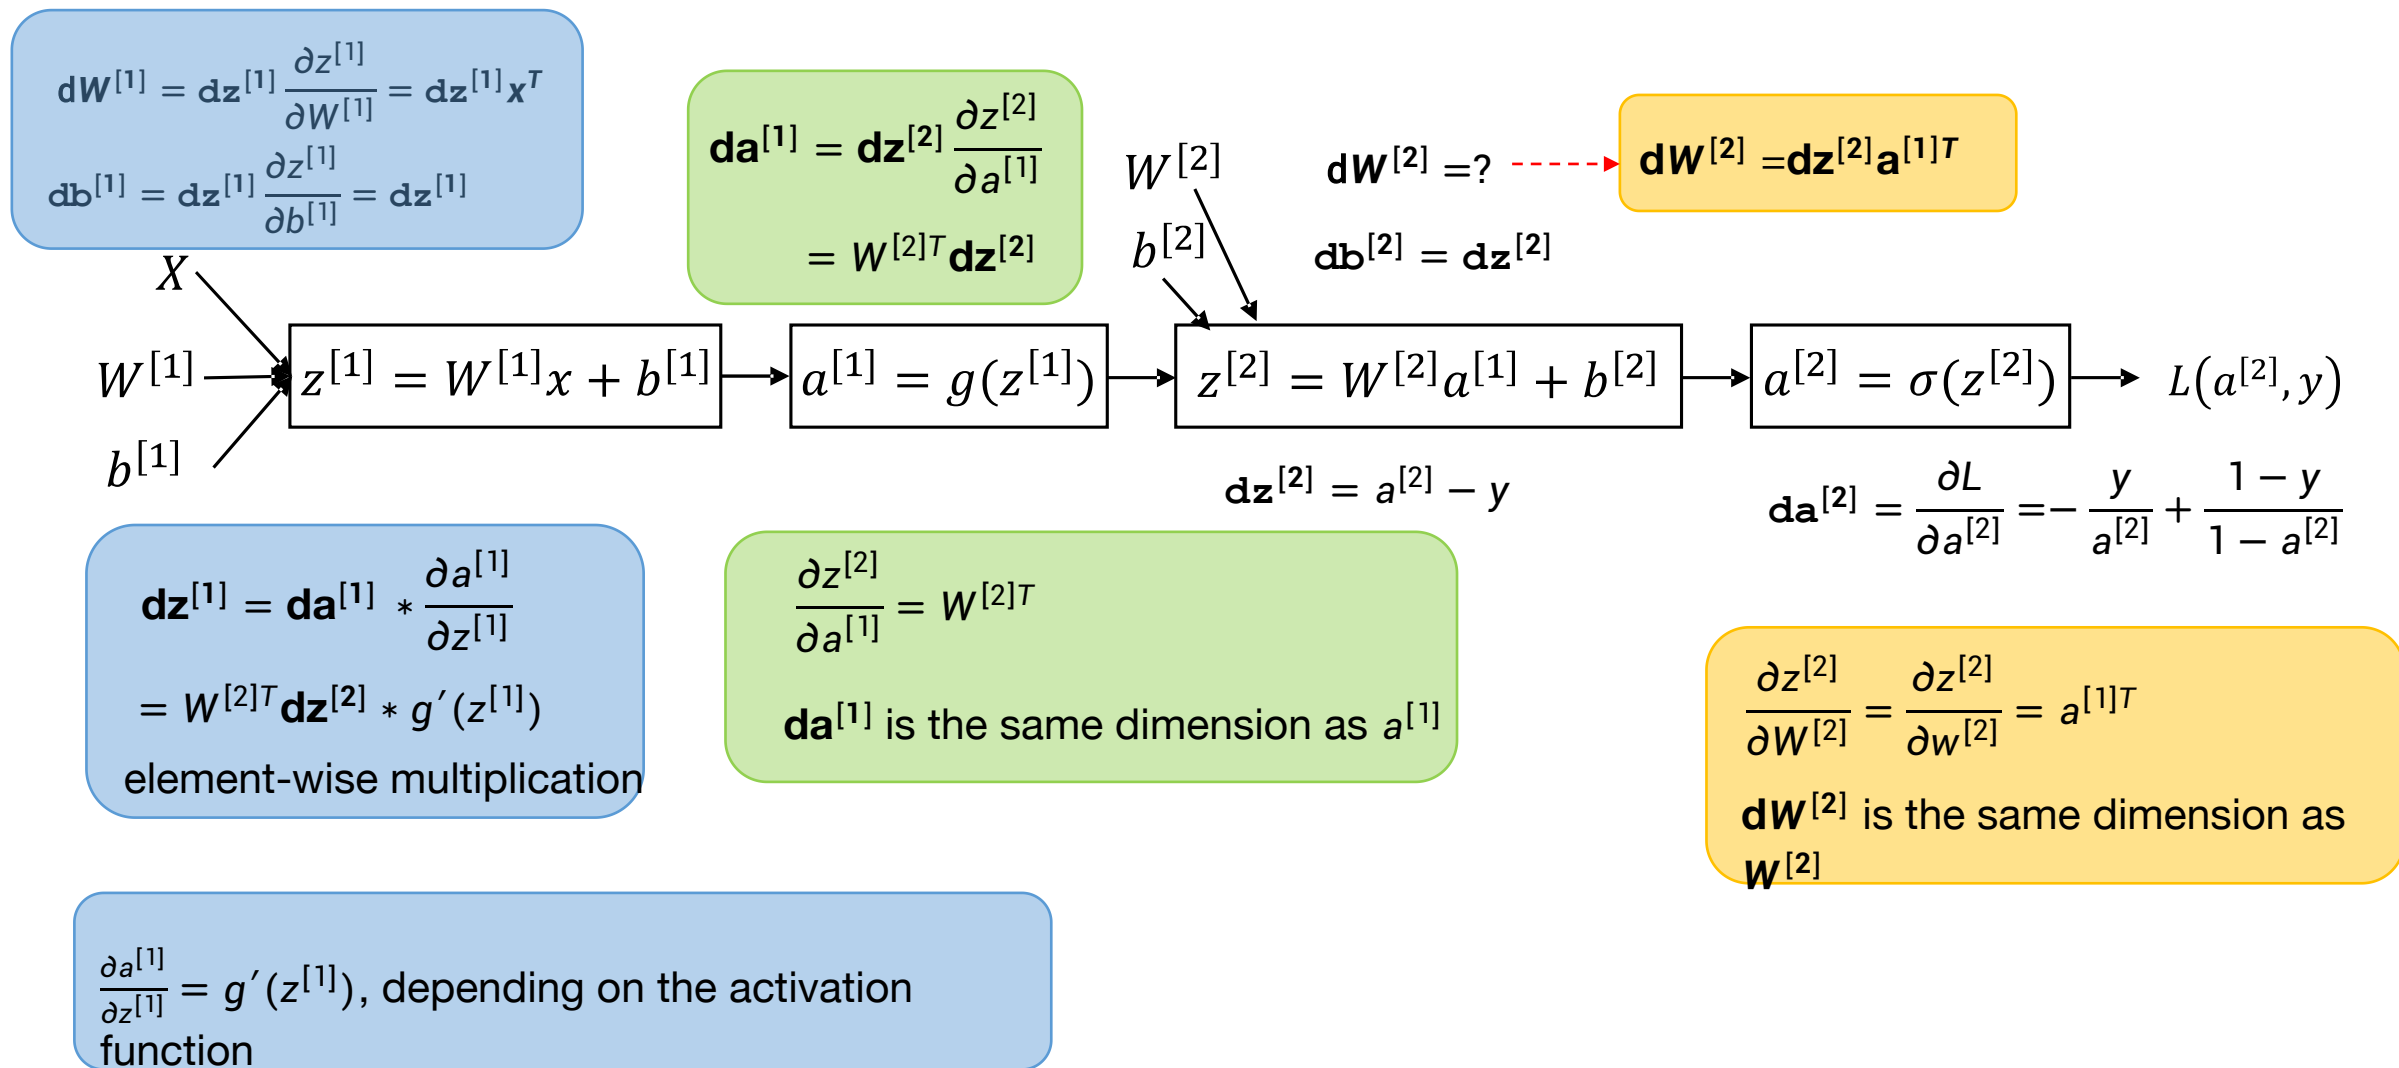 dW^[1] = dz^[1] ∂z^[1]/∂W^[1] = dz^[1] x^T
db^[1] = dz^[1] ∂z^[1]/∂b^[1] = dz^[1]
da^[1] = dz^[2] ∂z^[2]/∂a^[1]
= W^[2]T dz^[2]
W^[2]
b^[2]
dW^[2] =?
dW^[2] =dz^[2]a^[1]T
db^[2] = dz^[2]
X
W^[1]
b^[1]
z^[1] = W^[1]x + b^[1]
a^[1] = g(z^[1])
z^[2] = W^[2]a^[1] + b^[2]
a^[2] = σ(z^[2])
L(a^[2], y)
dz^[2] = a^[2] − y
da^[2] = ∂L/∂a^[2] =− y/a^[2] + (1 − y)/(1 − a^[2])
dz^[1] = da^[1] * ∂a^[1]/∂z^[1]
= W^[2]T dz^[2] * g′(z^[1])
element-wise multiplication
∂z^[2]/∂a^[1] = W^[2]T
da^[1] is the same dimension as a^[1]
∂z^[2]/∂W^[2] = ∂z^[2]/∂w^[2] = a^[1]T
dW^[2] is the same dimension as
W^[2]
∂a^[1]/∂z^[1] = g′(z^[1]), depending on the activation
function